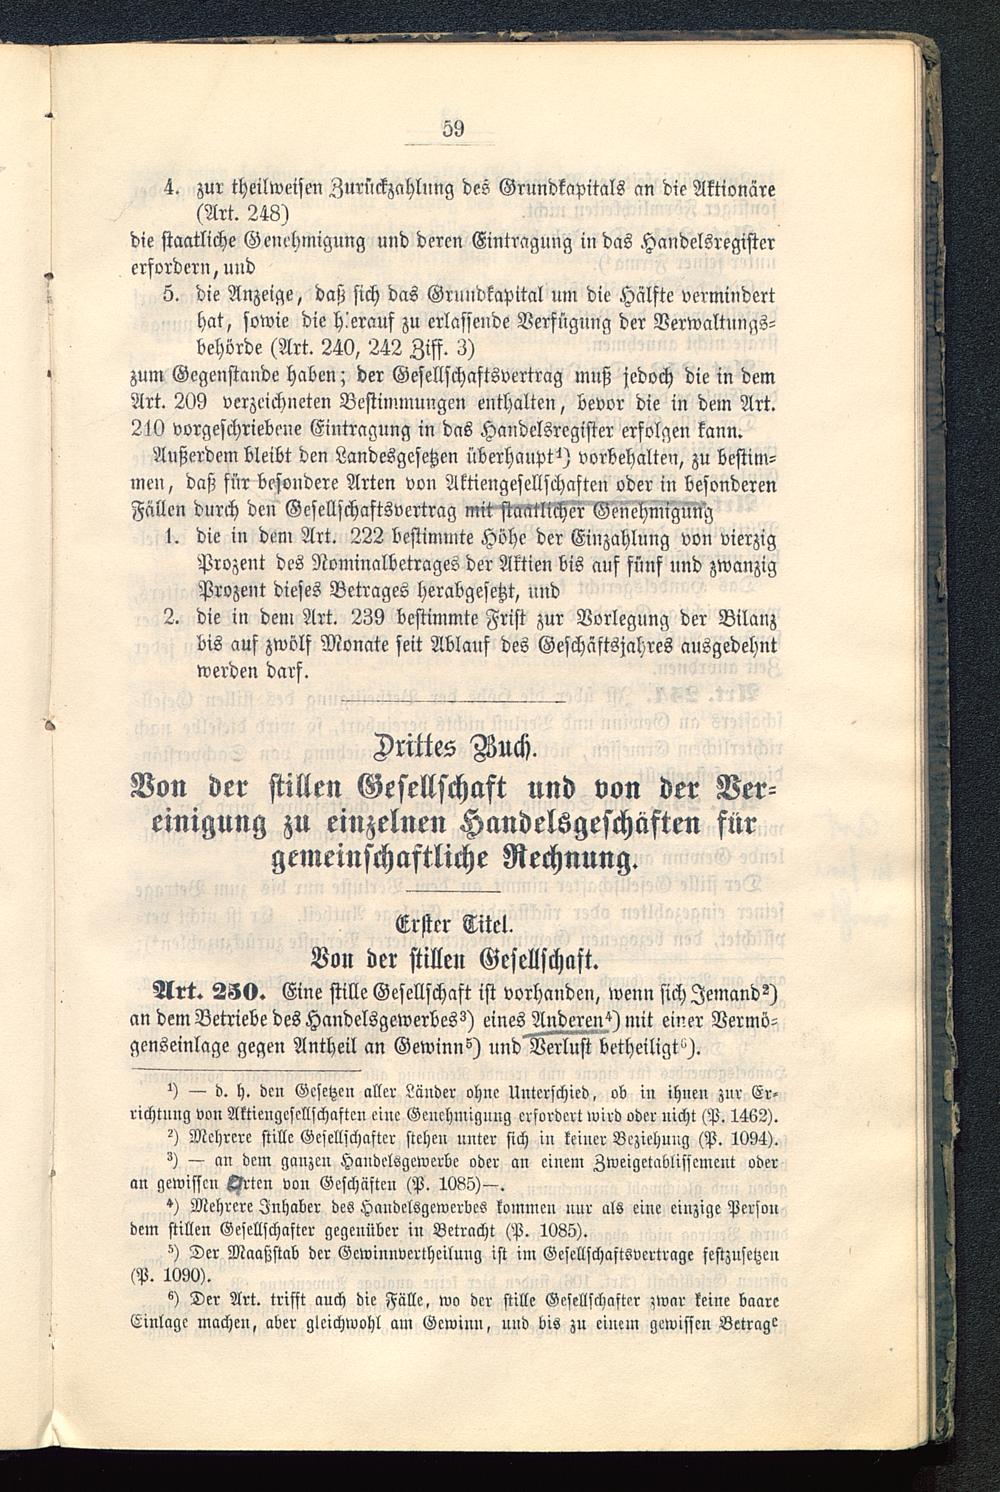 59
4. zur theilweisen Zurückzahlung des Grundkapitals an die Aktionäre
(Art. 248)
die staatliche Genehmigung und deren Eintragung in das Handelsregister
erfordern, und
5. die Anzeige, daß sich das Grundkapital um die Hälfte vermindert
hat, sowie die hierauf zu erlassende Verfügung der Verwaltungs=
behörde (Art. 240, 242 Ziff. 3)
zum Gegenstande haben; der Gesellschaftsvertrag muß jedoch die in dem
Art. 209 verzeichneten Bestimmungen enthalten, bevor die in dem Art.
210 vorgeschriebene Eintragung in das Handelsregister erfolgen kann.
Außerdem bleibt den Landesgesetzen überhaupt¹) vorbehalten, zu bestim=
men, daß für besondere Arten von Aktiengesellschaften oder in besonderen
Fällen durch den Gesellschaftsvertrag mit staatlicher Genehmigung
1. die in dem Art. 222 bestimmte Höhe der Einzahlung von vierzig
Prozent des Nominalbetrages der Aktien bis auf fünf und zwanzig
Prozent dieses Betrages herabgesetzt, und
2. die in dem Art. 239 bestimmte Frist zur Vorlegung der Bilanz
bis auf zwölf Monate seit Ablauf des Geschäftsjahres ausgedehnt
werden darf.
Drittes Buch.
Von der stillen Gesellschaft und von der Ver=
einigung zu einzelnen Handelsgeschäften für
gemeinschaftliche Rechnung.
Erster Titel.
Von der stillen Gesellschaft.
Art. 250. Eine stille Gesellschaft ist vorhanden, wenn sich Jemand²)
an dem Betriebe des Handelsgewerbes³) eines Anderen⁴) mit einer Vermö=
genseinlage gegen Antheil an Gewinn⁵) und Verlust betheiligt⁶).
¹) — d. h. den Gesetzen aller Länder ohne Unterschied, ob in ihnen zur Er=
richtung von Aktiengesellschaften eine Genehmigung erfordert wird oder nicht (P. 1462).
²) Mehrere stille Gesellschafter stehen unter sich in keiner Beziehung (P. 1094).
³) — an dem ganzen Handelsgewerbe oder an einem Zweigetablissement oder
an gewissen Arten von Geschäften (P. 1085)—.
⁴) Mehrere Inhaber des Handelsgewerbes kommen nur als eine einzige Person
dem stillen Gesellschafter gegenüber in Betracht (P. 1085).
⁵) Der Maaßstab der Gewinnvertheilung ist im Gesellschaftsvertrage festzusetzen
(P. 1090).
⁶) Der Art. trifft auch die Fälle, wo der stille Gesellschafter zwar keine baare
Einlage machen, aber gleichwohl am Gewinn, und bis zu einem gewissen Betrage